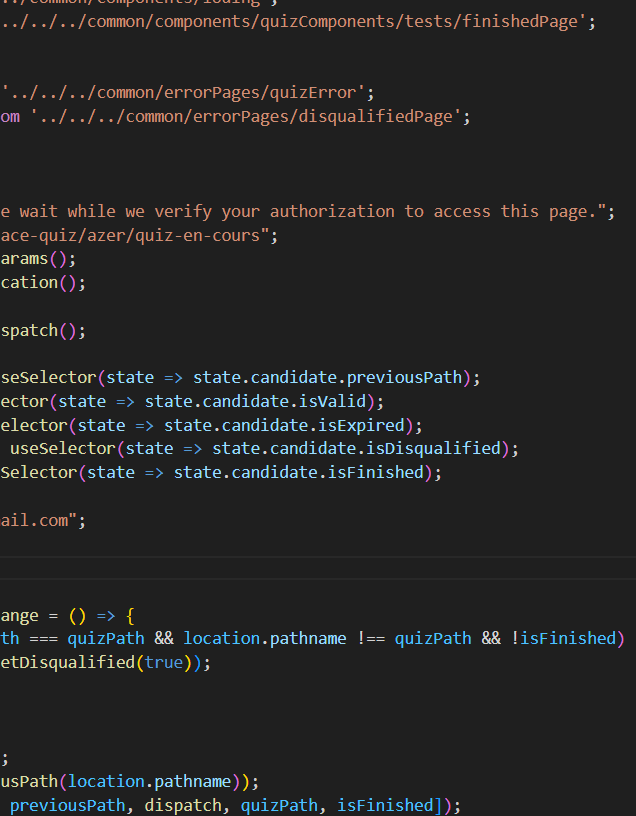 ../common/components/loding';
../../../common/components/quizComponents/tests/finishedPage';
'../../../common/errorPages/quizError';
om '../../../common/errorPages/disqualifiedPage';
e wait while we verify your authorization to access this page.";
ace-quiz/azer/quiz-en-cours";
arams();
cation();
spatch();
seSelector(state => state.candidate.previousPath);
ector(state => state.candidate.isValid);
elector(state => state.candidate.isExpired);
useSelector(state => state.candidate.isDisqualified);
Selector(state => state.candidate.isFinished);
ail.com";
ange = () => {
th === quizPath && location.pathname !== quizPath && !isFinished)
etDisqualified(true));
;
usPath(location.pathname));
previousPath, dispatch, quizPath, isFinished]);